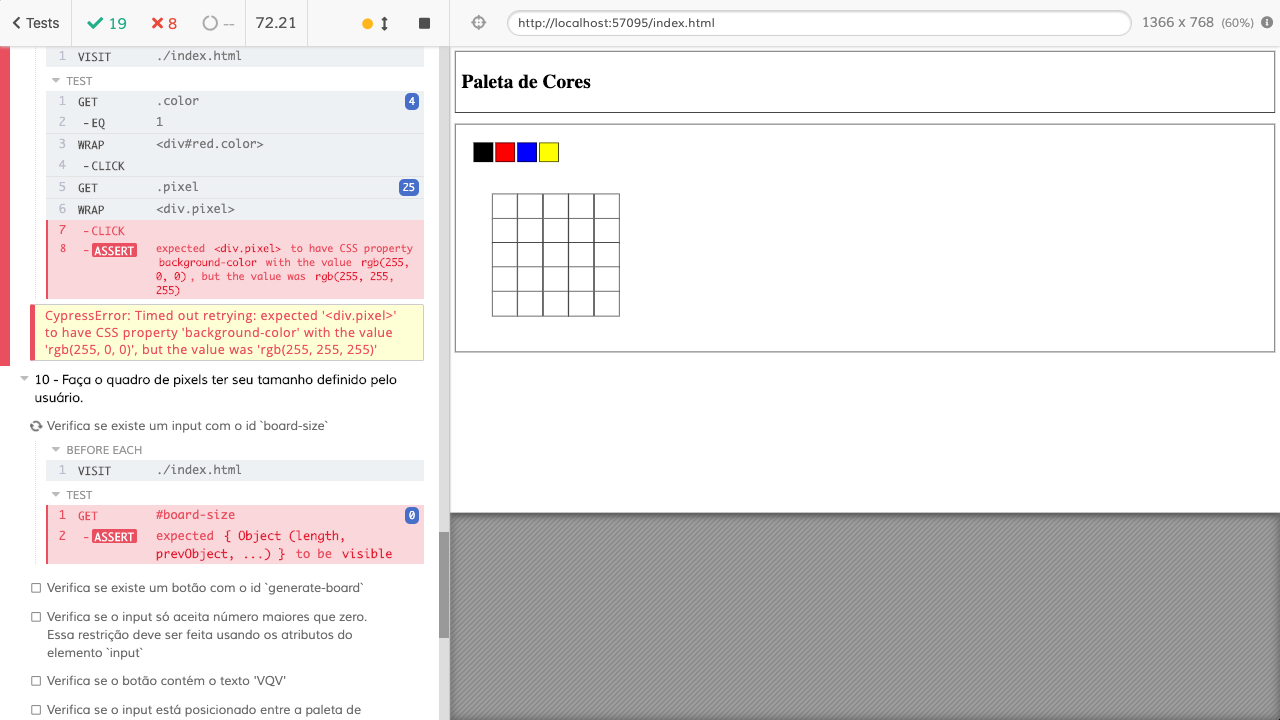 Tests 19 8 -- 72.21 http://localhost:57095/index.html 1366 x 768 (60%)
1 VISIT ./index.html
TEST
1 GET .color 4
2 -EQ 1
3 WRAP <div#red.color>
4 -CLICK
5 GET .pixel 25
6 WRAP <div.pixel>
7 -CLICK
8 -ASSERT expected <div.pixel> to have CSS property
background-color with the value rgb(255,
0, 0), but the value was rgb(255, 255,
255)
CypressError: Timed out retrying: expected '<div.pixel>'
to have CSS property 'background-color' with the value
'rgb(255, 0, 0)', but the value was 'rgb(255, 255, 255)'
10 - Faça o quadro de pixels ter seu tamanho definido pelo
usuário.
Verifica se existe um input com o id `board-size`
BEFORE EACH
1 VISIT ./index.html
TEST
1 GET #board-size 0
2 -ASSERT expected { Object (length,
prevObject, ...) } to be visible
Verifica se existe um botão com o id `generate-board`
Verifica se o input só aceita número maiores que zero.
Essa restrição deve ser feita usando os atributos do
elemento `input`
Verifica se o botão contém o texto 'VQV'
Verifica se o input está posicionado entre a paleta de
Paleta de Cores